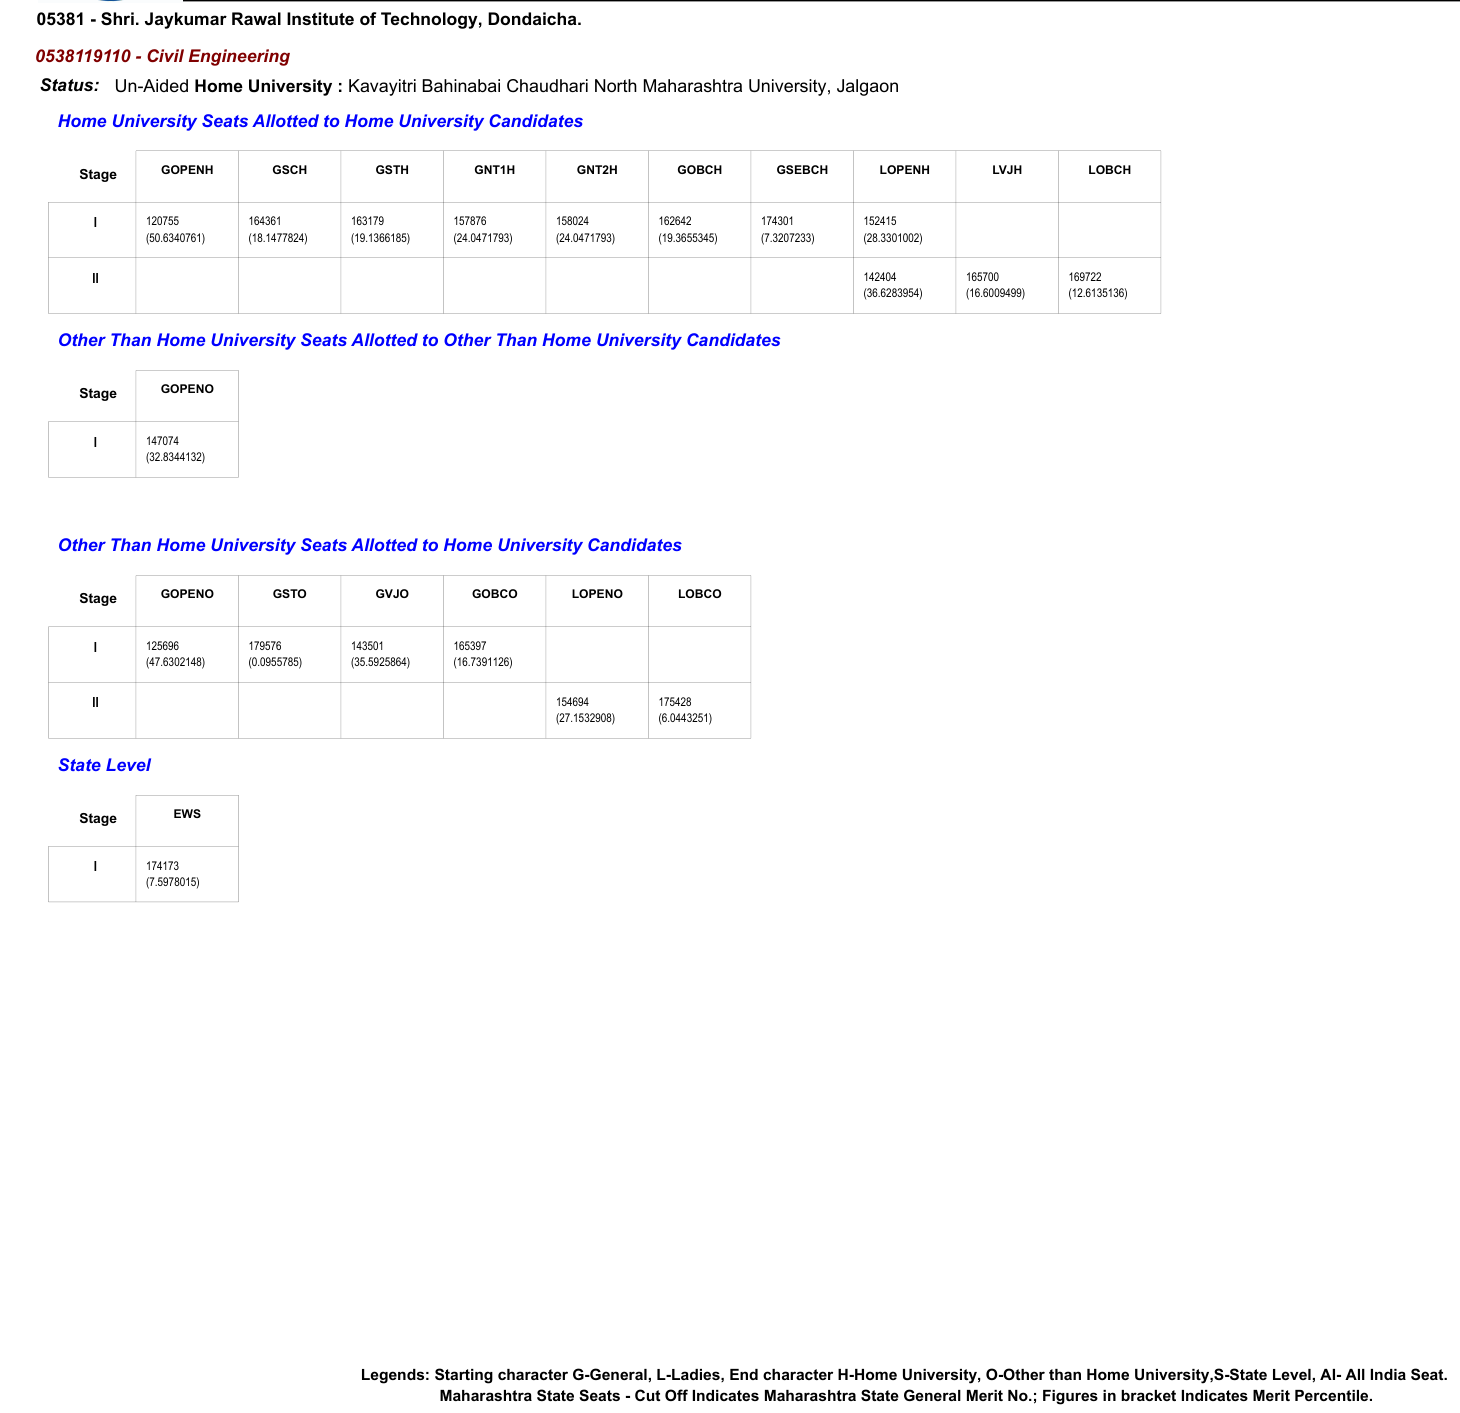 05381 - Shri. Jaykumar Rawal Institute of Technology, Dondaicha.
0538119110 - Civil Engineering
Status: Un-Aided Home University : Kavayitri Bahinabai Chaudhari North Maharashtra University, Jalgaon
Home University Seats Allotted to Home University Candidates
Stage GOPENH GSCH GSTH GNT1H GNT2H GOBCH GSEBCH LOPENH LVJH LOBCH
I 120755 164361 163179 157876 158024 162642 174301 152415
(50.6340761) (18.1477824) (19.1366185) (24.0471793) (24.0471793) (19.3655345) (7.3207233) (28.3301002)
II 142404 165700 169722
(36.6283954) (16.6009499) (12.6135136)
Other Than Home University Seats Allotted to Other Than Home University Candidates
Stage GOPENO
I 147074
(32.8344132)
Other Than Home University Seats Allotted to Home University Candidates
Stage GOPENO GSTO GVJO GOBCO LOPENO LOBCO
I 125696 179576 143501 165397
(47.6302148) (0.0955785) (35.5925864) (16.7391126)
II 154694 175428
(27.1532908) (6.0443251)
State Level
Stage EWS
I 174173
(7.5978015)
Legends: Starting character G-General, L-Ladies, End character H-Home University, O-Other than Home University,S-State Level, AI- All India Seat.
Maharashtra State Seats - Cut Off Indicates Maharashtra State General Merit No.; Figures in bracket Indicates Merit Percentile.